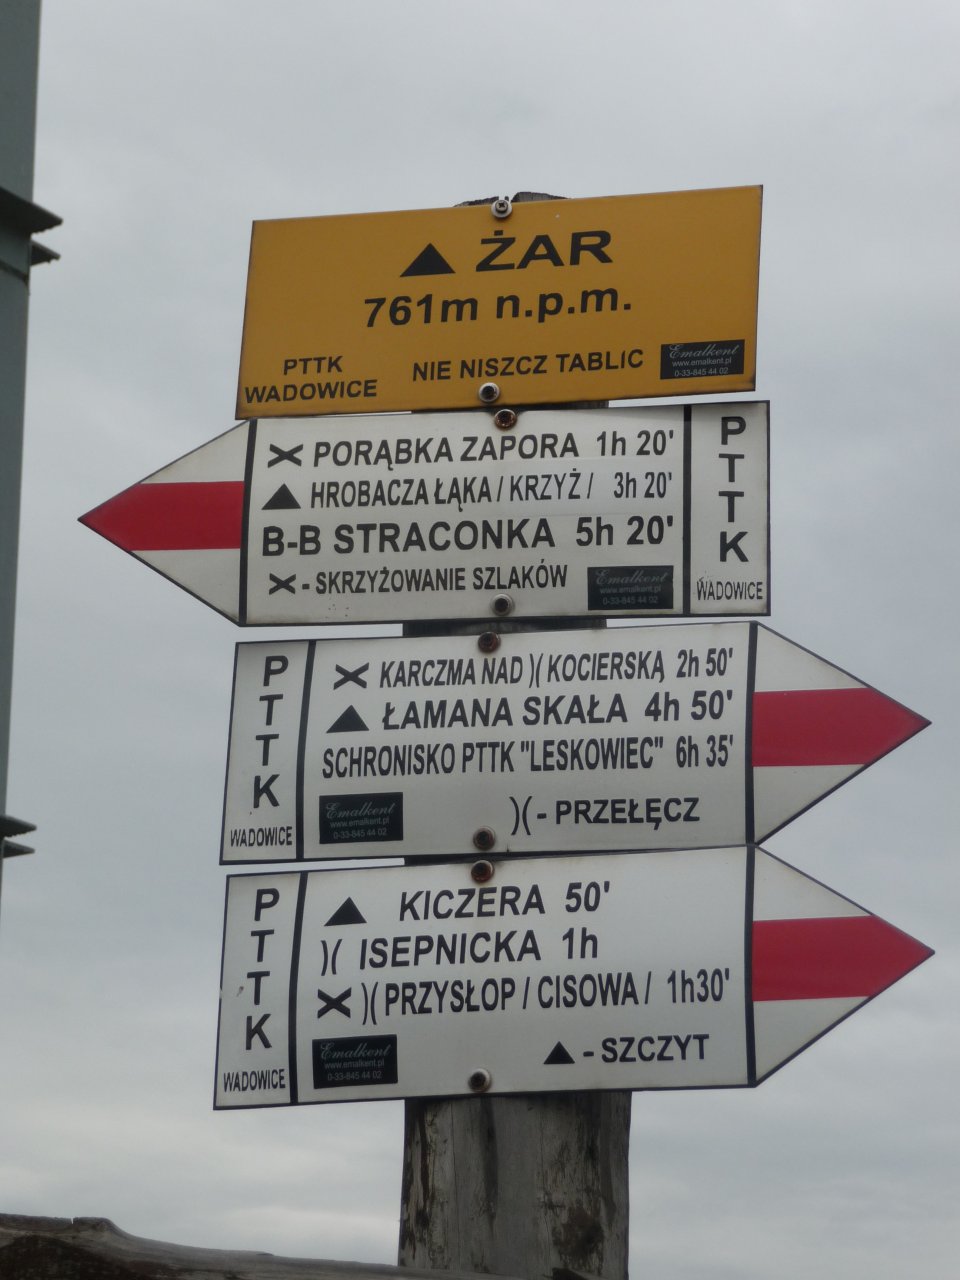 ŻAR
761m n.p.m.
PTTK
WADOWICE
NIE NISZCZ TABLIC
Emalkent
www.emalkent.pl
0-33-845 44 02
PORĄBKA ZAPORA 1h 20'
HROBACZA ŁĄKA / KRZYŻ / 3h 20'
B-B STRACONKA 5h 20'
- SKRZYŻOWANIE SZLAKÓW
Emalkent
www.emalkent.pl
0-33-845 44 02
PTTK
WADOWICE
PTTK
WADOWICE
KARCZMA NAD )( KOCIERSKĄ 2h 50'
ŁAMANA SKAŁA 4h 50'
SCHRONISKO PTTK "LESKOWIEC" 6h 35'
Emalkent
www.emalkent.pl
0-33-845 44 02
)( - PRZEŁĘCZ
PTTK
WADOWICE
KICZERA 50'
)( ISEPNICKA 1h
)( PRZYSŁOP / CISOWA / 1h30'
Emalkent
www.emalkent.pl
0-33-845 44 02
- SZCZYT